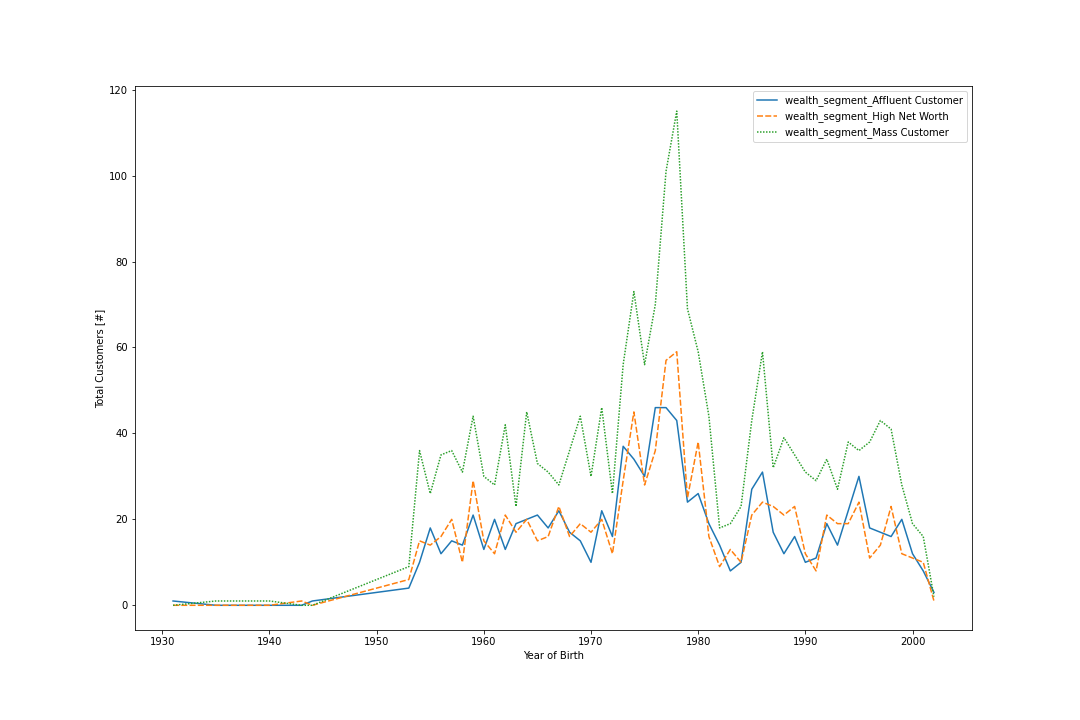 120
100
80
60
40
20
0
Total Customers [#]
wealth_segment_Affluent Customer
wealth_segment_High Net Worth
wealth_segment_Mass Customer
1930 1940 1950 1960 1970 1980 1990 2000
Year of Birth